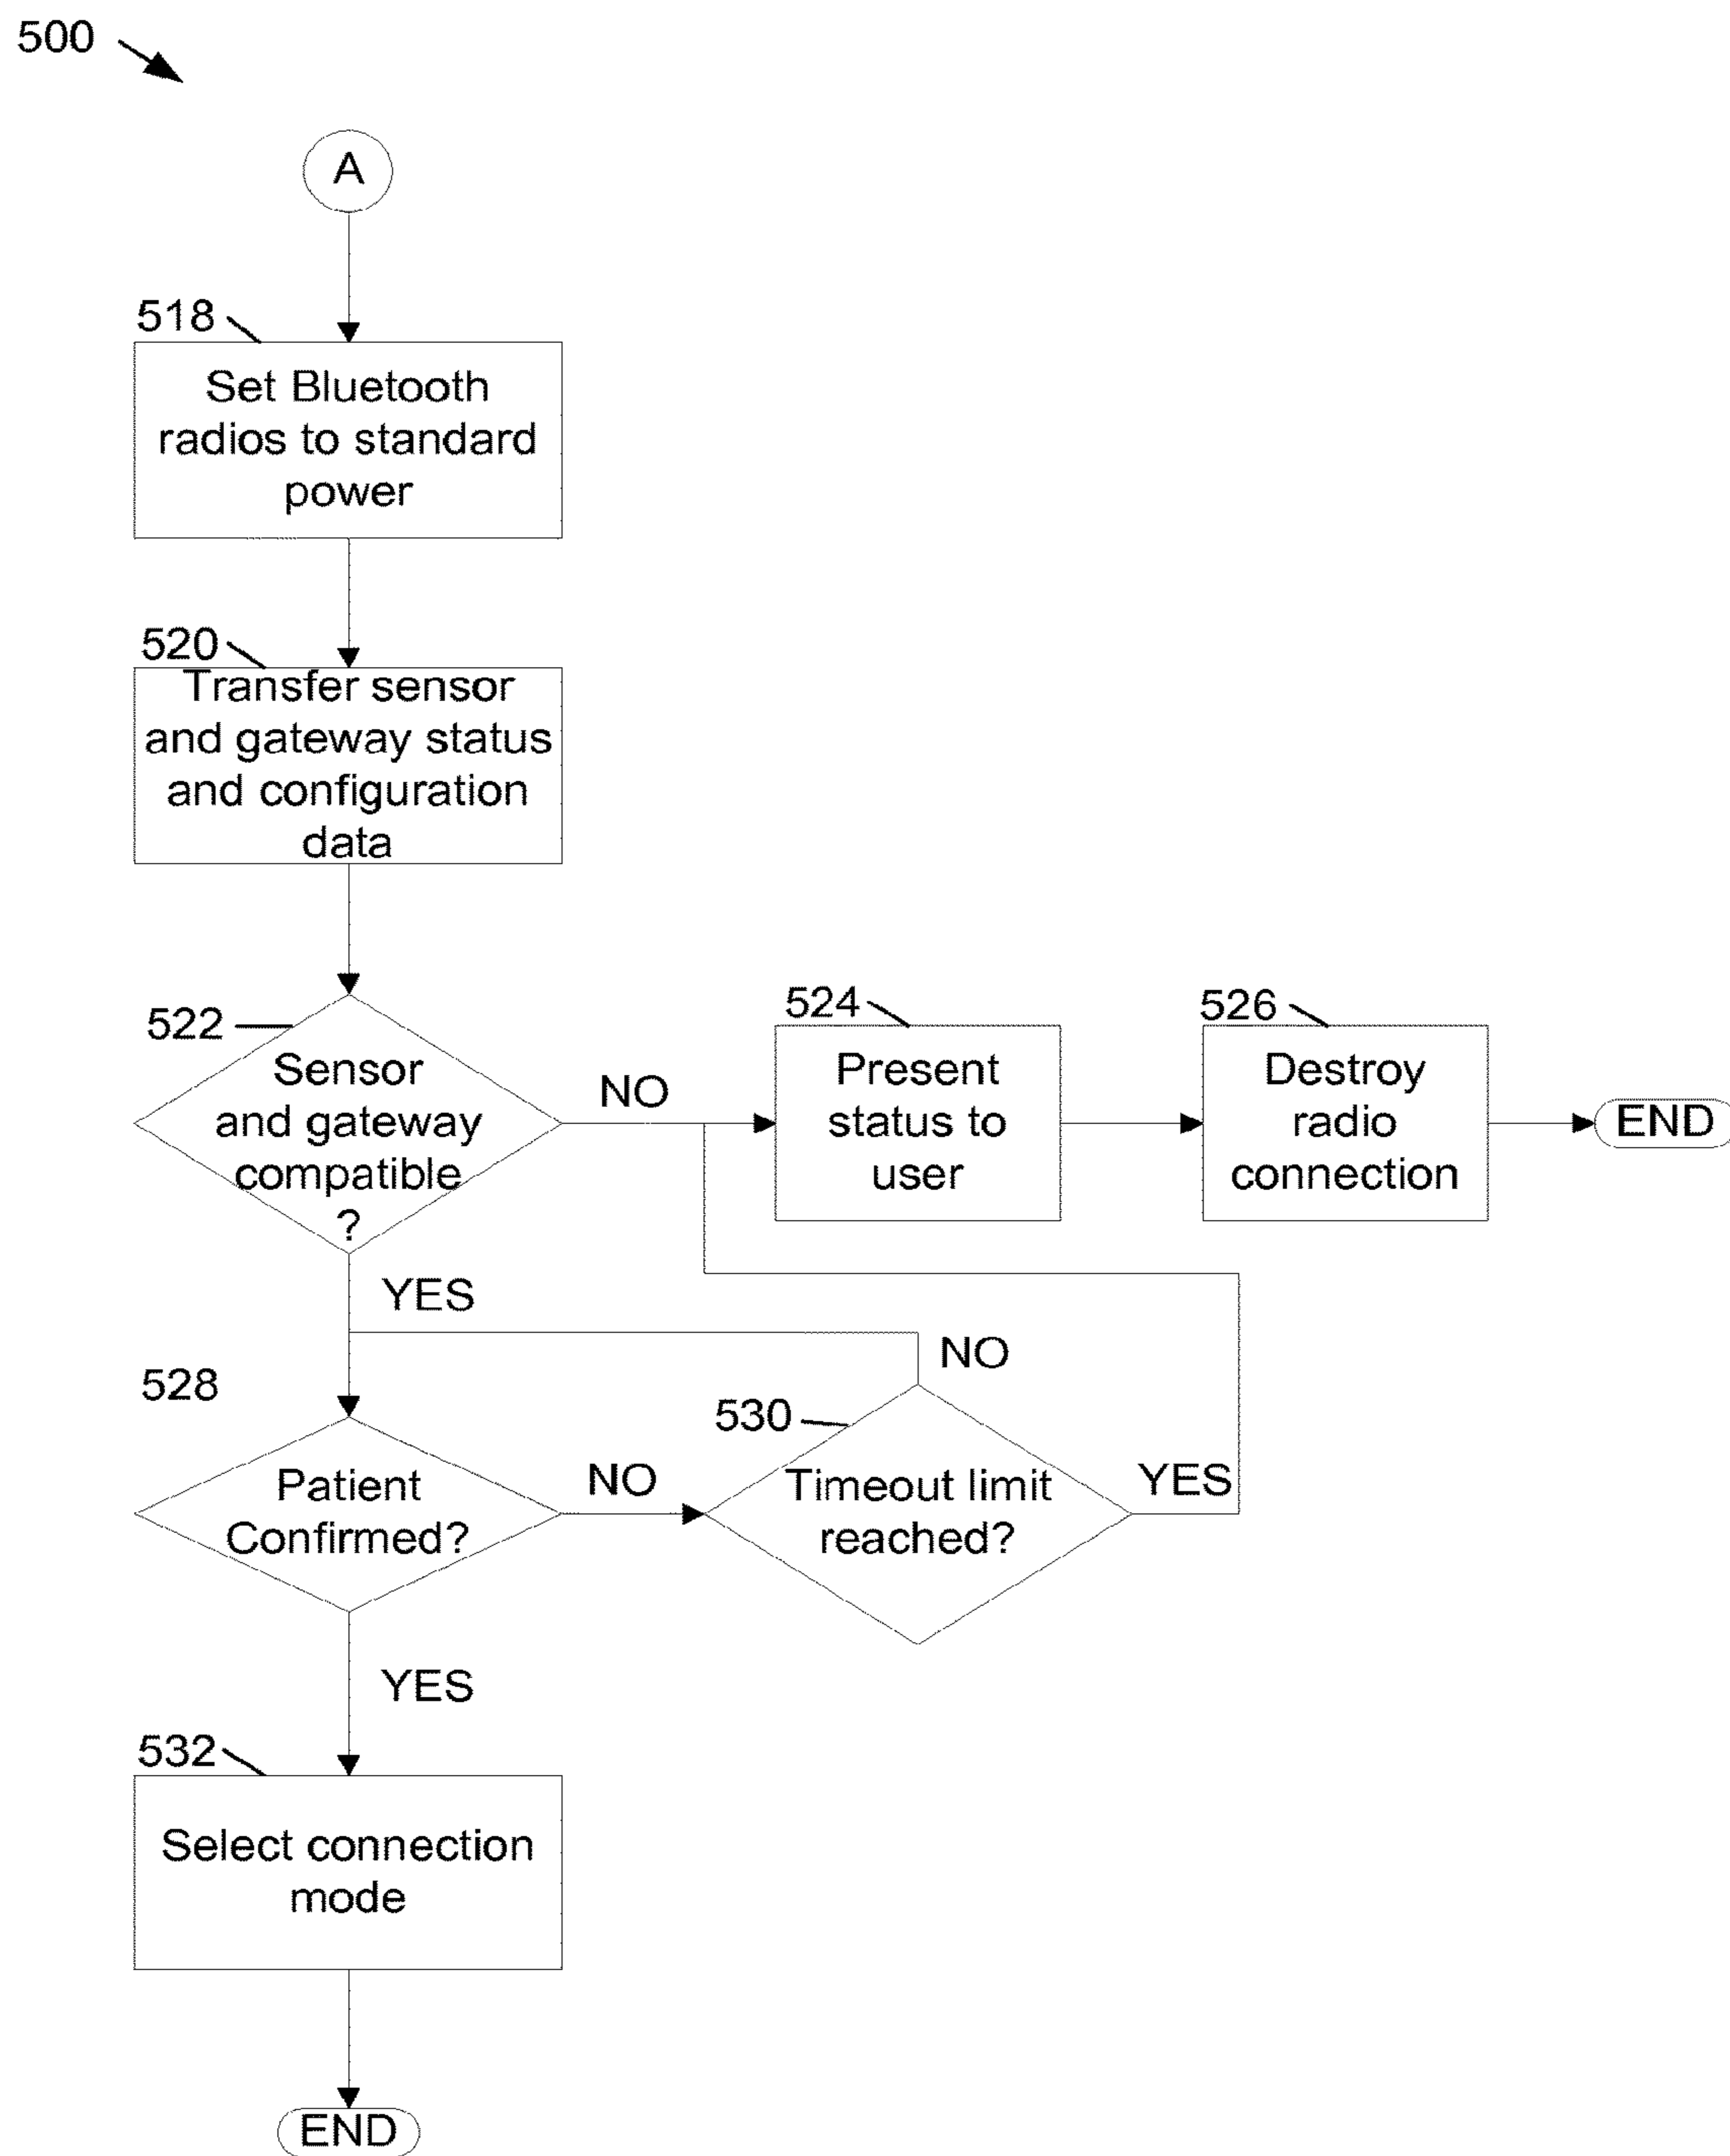 500
A
518
Set Bluetooth
radios to standard
power
520
Transfer sensor
and gateway status
and configuration
data
522
Sensor
and gateway
compatible
?
NO
524
Present
status to
user
526
Destroy
radio
connection
END
YES
528
Patient
Confirmed?
NO
530
Timeout limit
reached?
NO
YES
YES
532
Select connection
mode
END